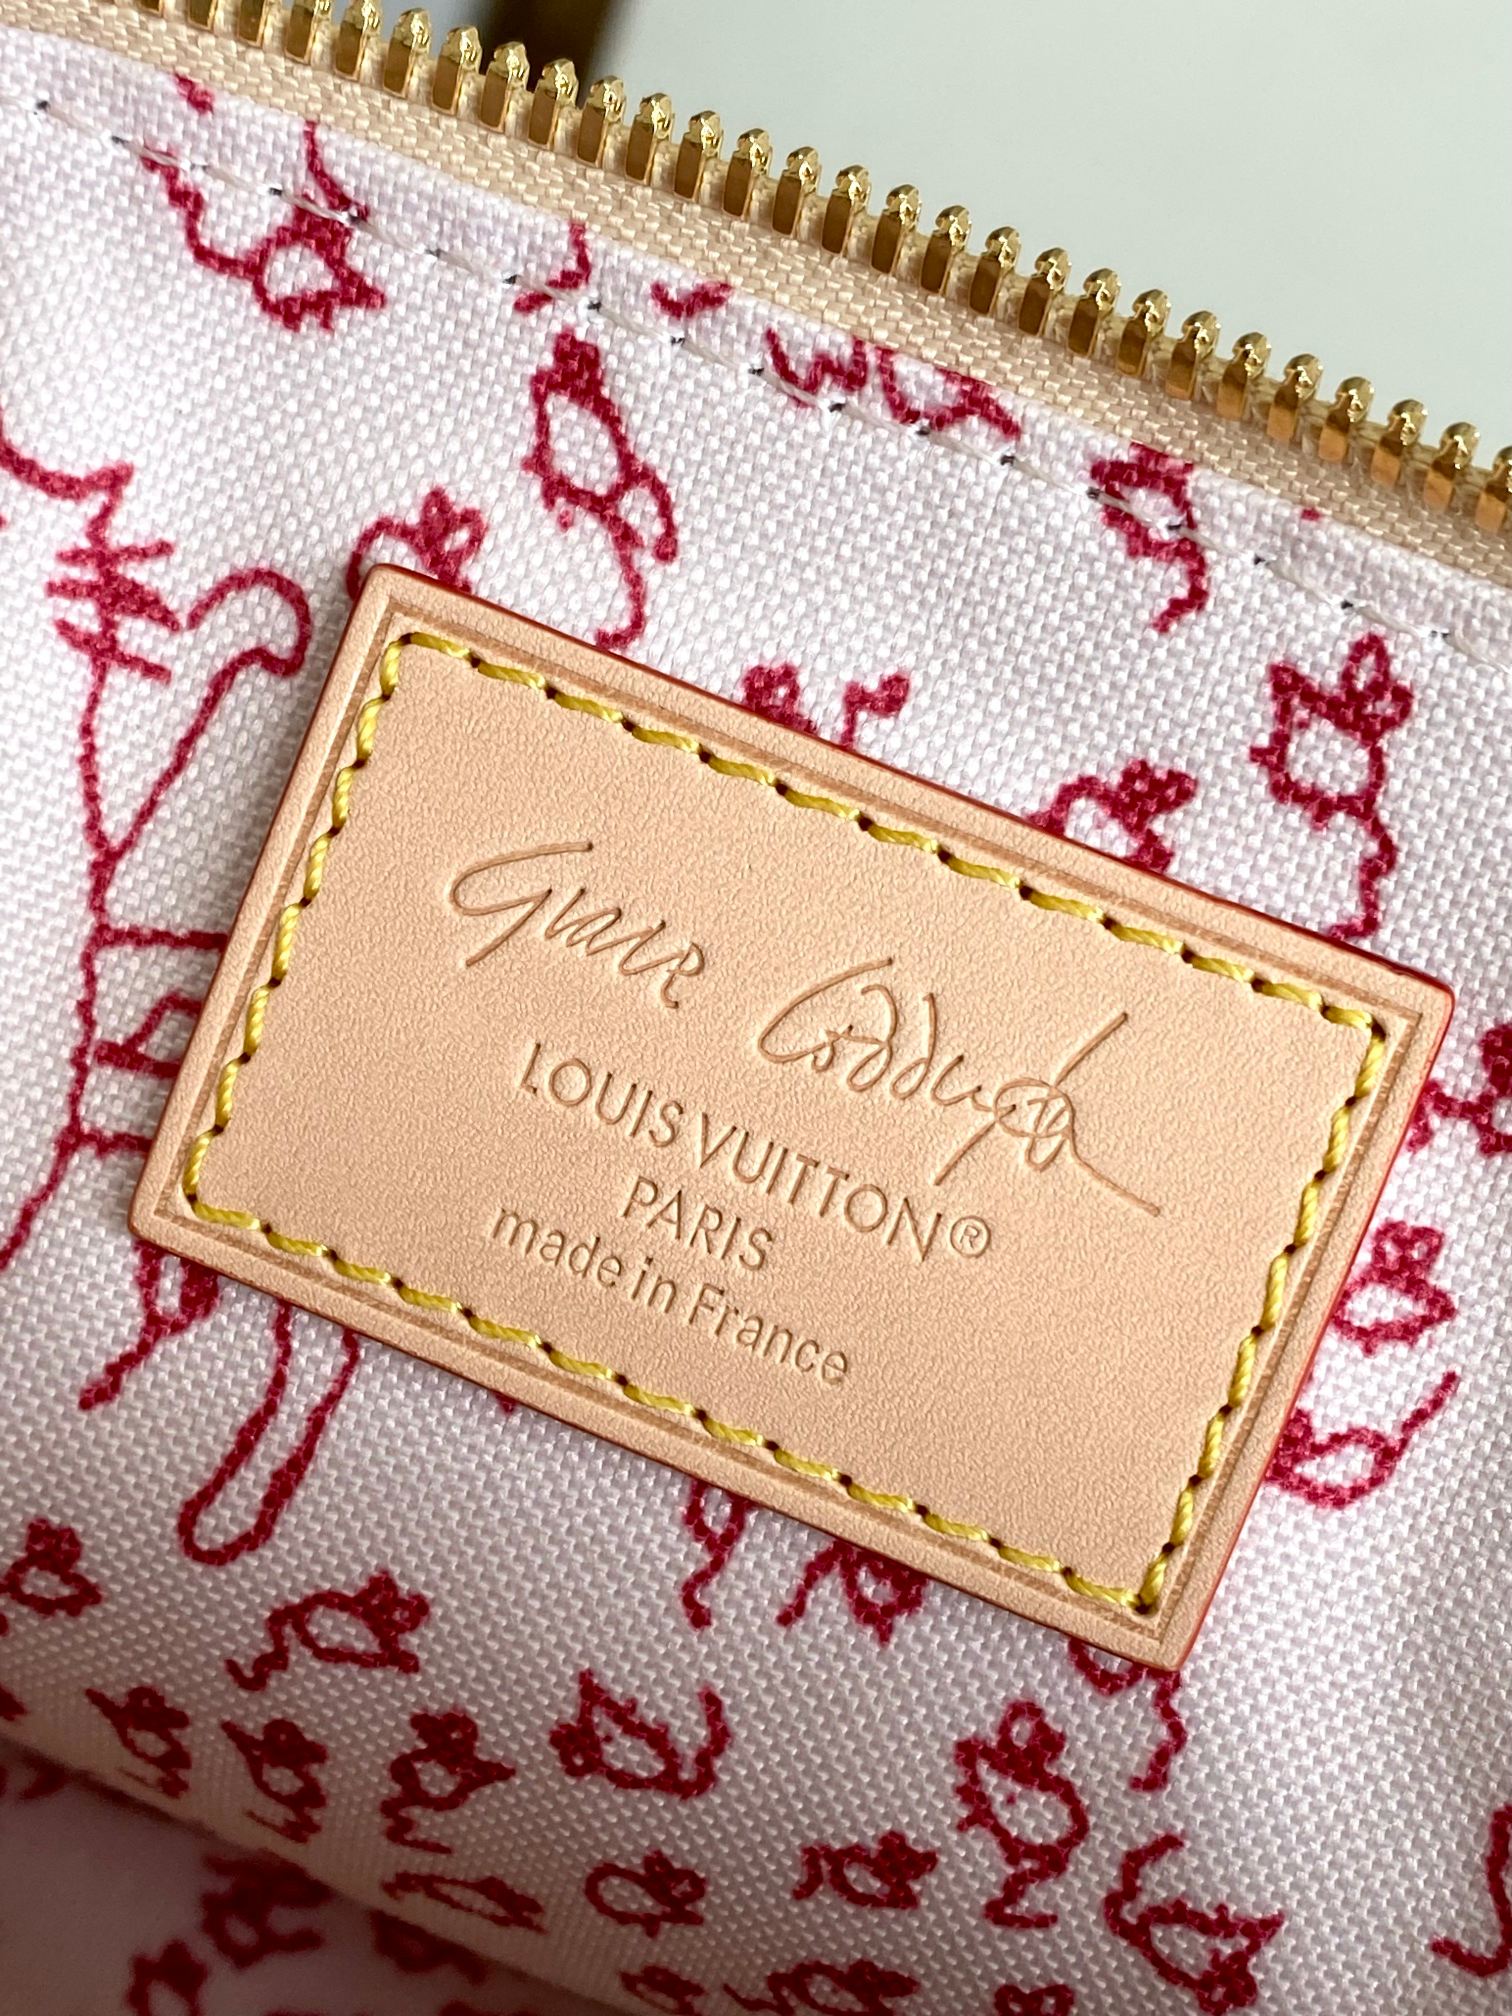 Grace Coddington
LOUIS VUITTON®
PARIS
made in France